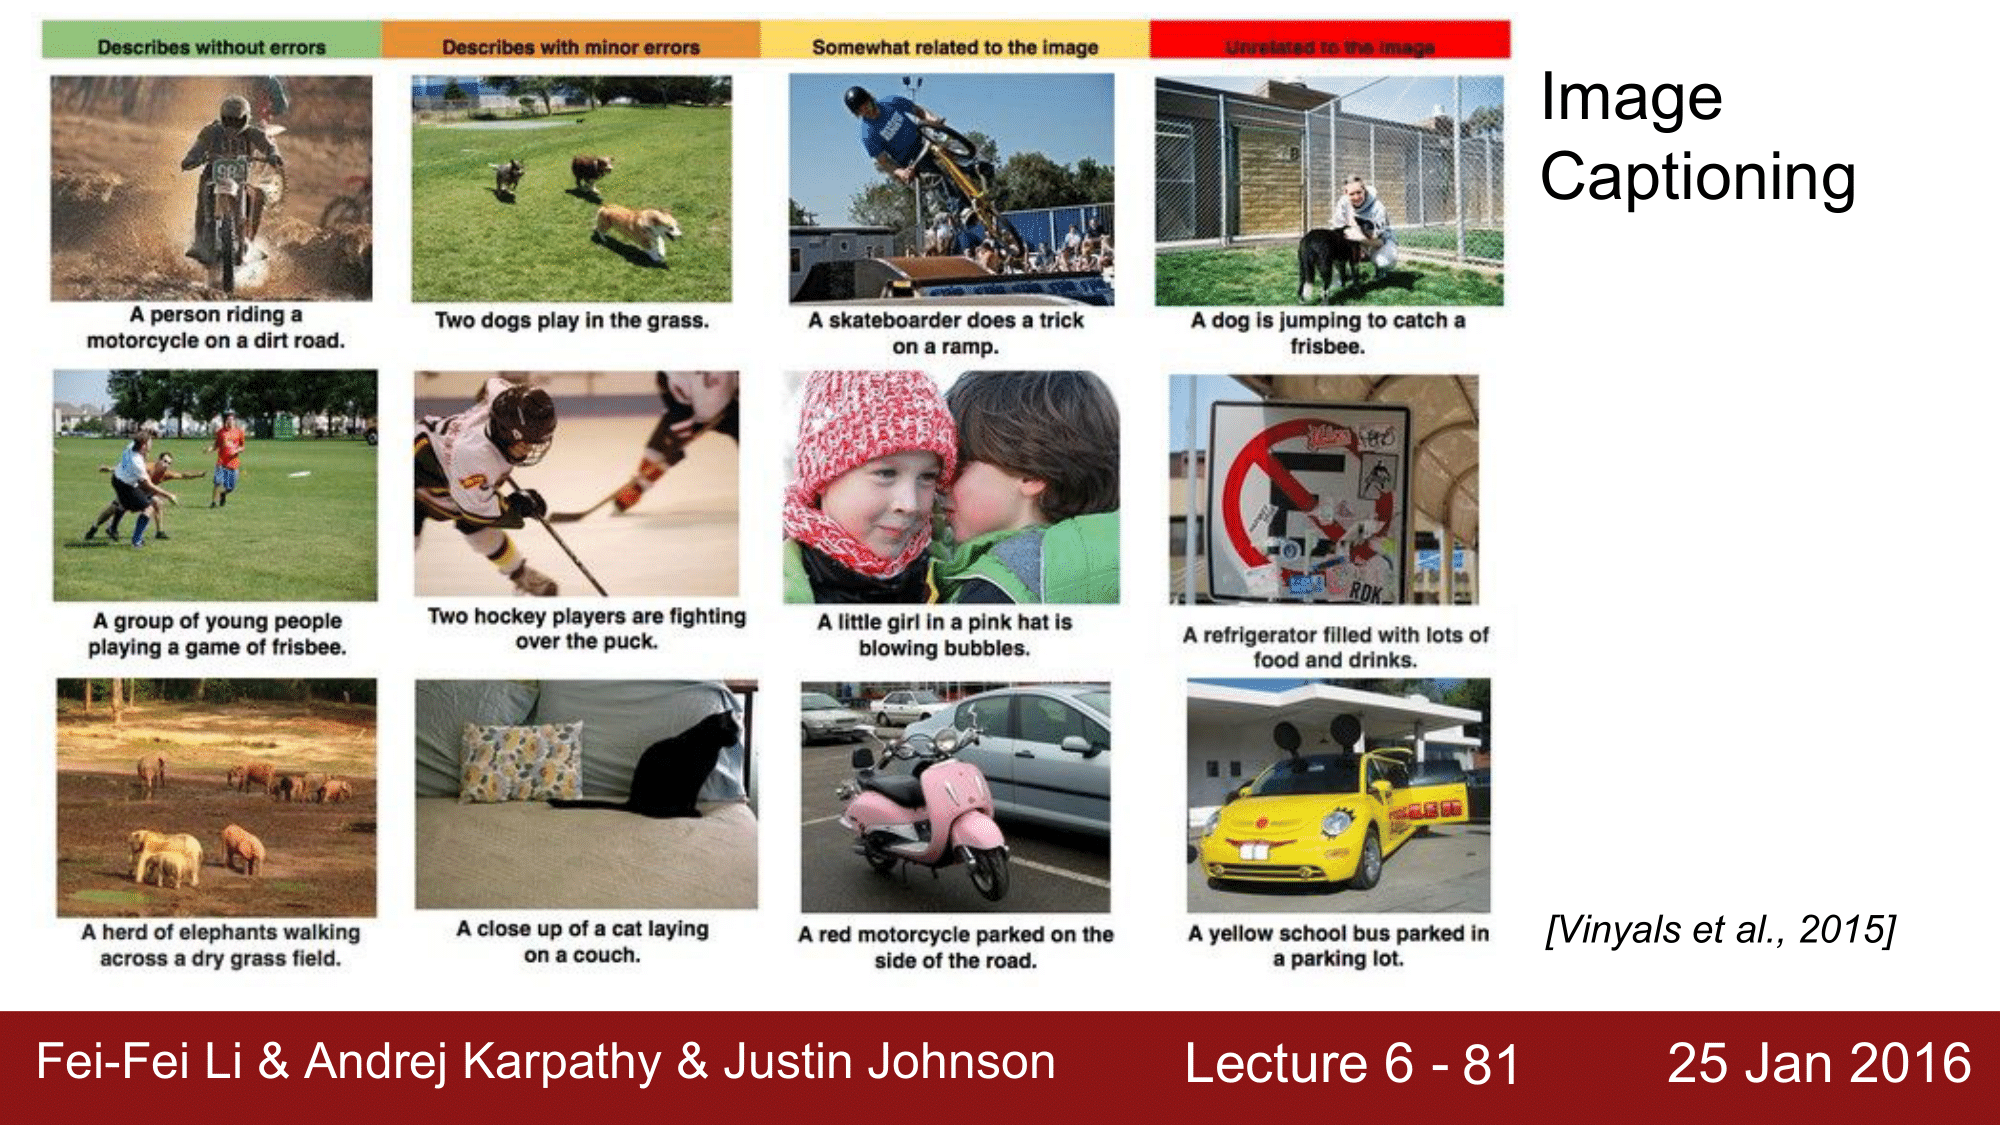 Describes without errors
Describes with minor errors
Somewhat related to the image
Unrelated to the image
Image
Captioning
A person riding a
motorcycle on a dirt road.
Two dogs play in the grass.
A skateboarder does a trick
on a ramp.
A dog is jumping to catch a
frisbee.
A group of young people
playing a game of frisbee.
Two hockey players are fighting
over the puck.
A little girl in a pink hat is
blowing bubbles.
RDK
A refrigerator filled with lots of
food and drinks.
A herd of elephants walking
across a dry grass field.
A close up of a cat laying
on a couch.
A red motorcycle parked on the
side of the road.
A yellow school bus parked in
a parking lot.
[Vinyals et al., 2015]
Fei-Fei Li & Andrej Karpathy & Justin Johnson
Lecture 6 - 81
25 Jan 2016